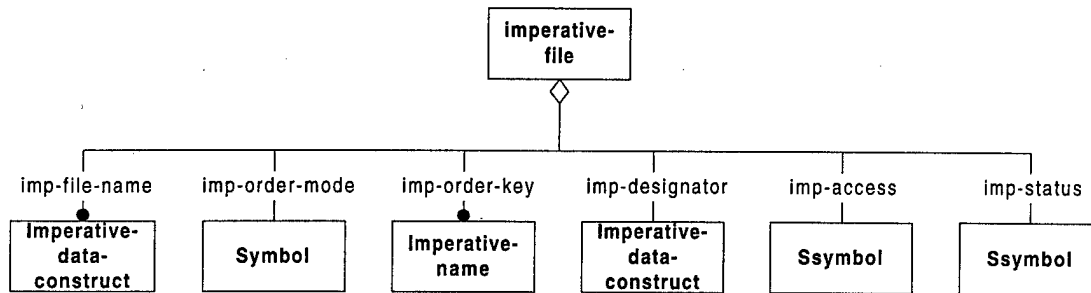 imperative-
file
imp-file-name imp-order-mode imp-order-key imp-designator imp-access imp-status
Imperative-
data-
construct
Symbol
Imperative-
name
Imperative-
data-
construct
Ssymbol
Ssymbol